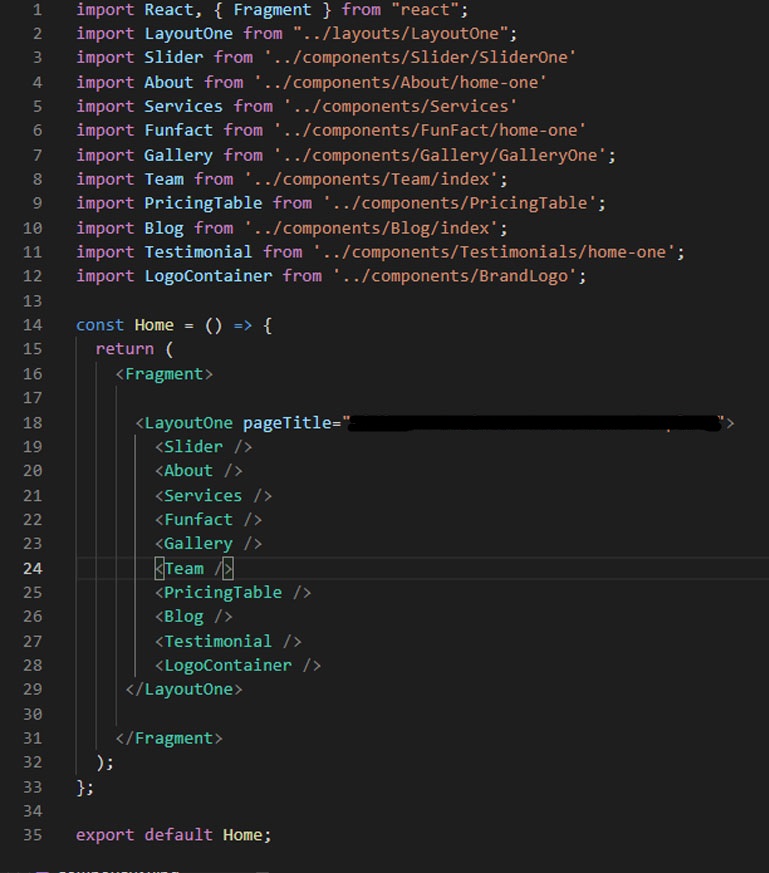 1 import React, { Fragment } from "react";
2 import LayoutOne from "../layouts/LayoutOne";
3 import Slider from '../components/Slider/SliderOne'
4 import About from '../components/About/home-one'
5 import Services from '../components/Services'
6 import Funfact from '../components/FunFact/home-one'
7 import Gallery from '../components/Gallery/GalleryOne';
8 import Team from '../components/Team/index';
9 import PricingTable from '../components/PricingTable';
10 import Blog from '../components/Blog/index';
11 import Testimonial from '../components/Testimonials/home-one';
12 import LogoContainer from '../components/BrandLogo';
13
14 const Home = () => {
15 return (
16 <Fragment>
17
18 <LayoutOne pageTitle="">
19 <Slider />
20 <About />
21 <Services />
22 <Funfact />
23 <Gallery />
24 <Team />
25 <PricingTable />
26 <Blog />
27 <Testimonial />
28 <LogoContainer />
29 </LayoutOne>
30
31 </Fragment>
32 );
33 };
34
35 export default Home;